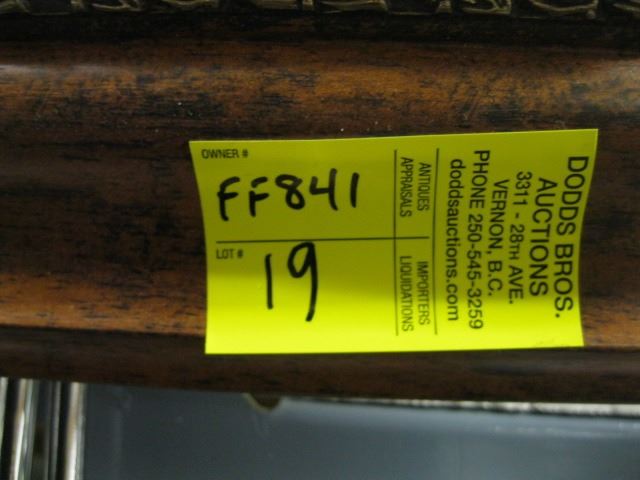 OWNER #
FF841
LOT #
19
ANTIQUES IMPORTERS
APPRAISALS LIQUIDATIONS
DODDS BROS.
AUCTIONS
3311 - 28TH AVE.
VERNON, B.C.
PHONE 250-545-3259
doddsauctions.com